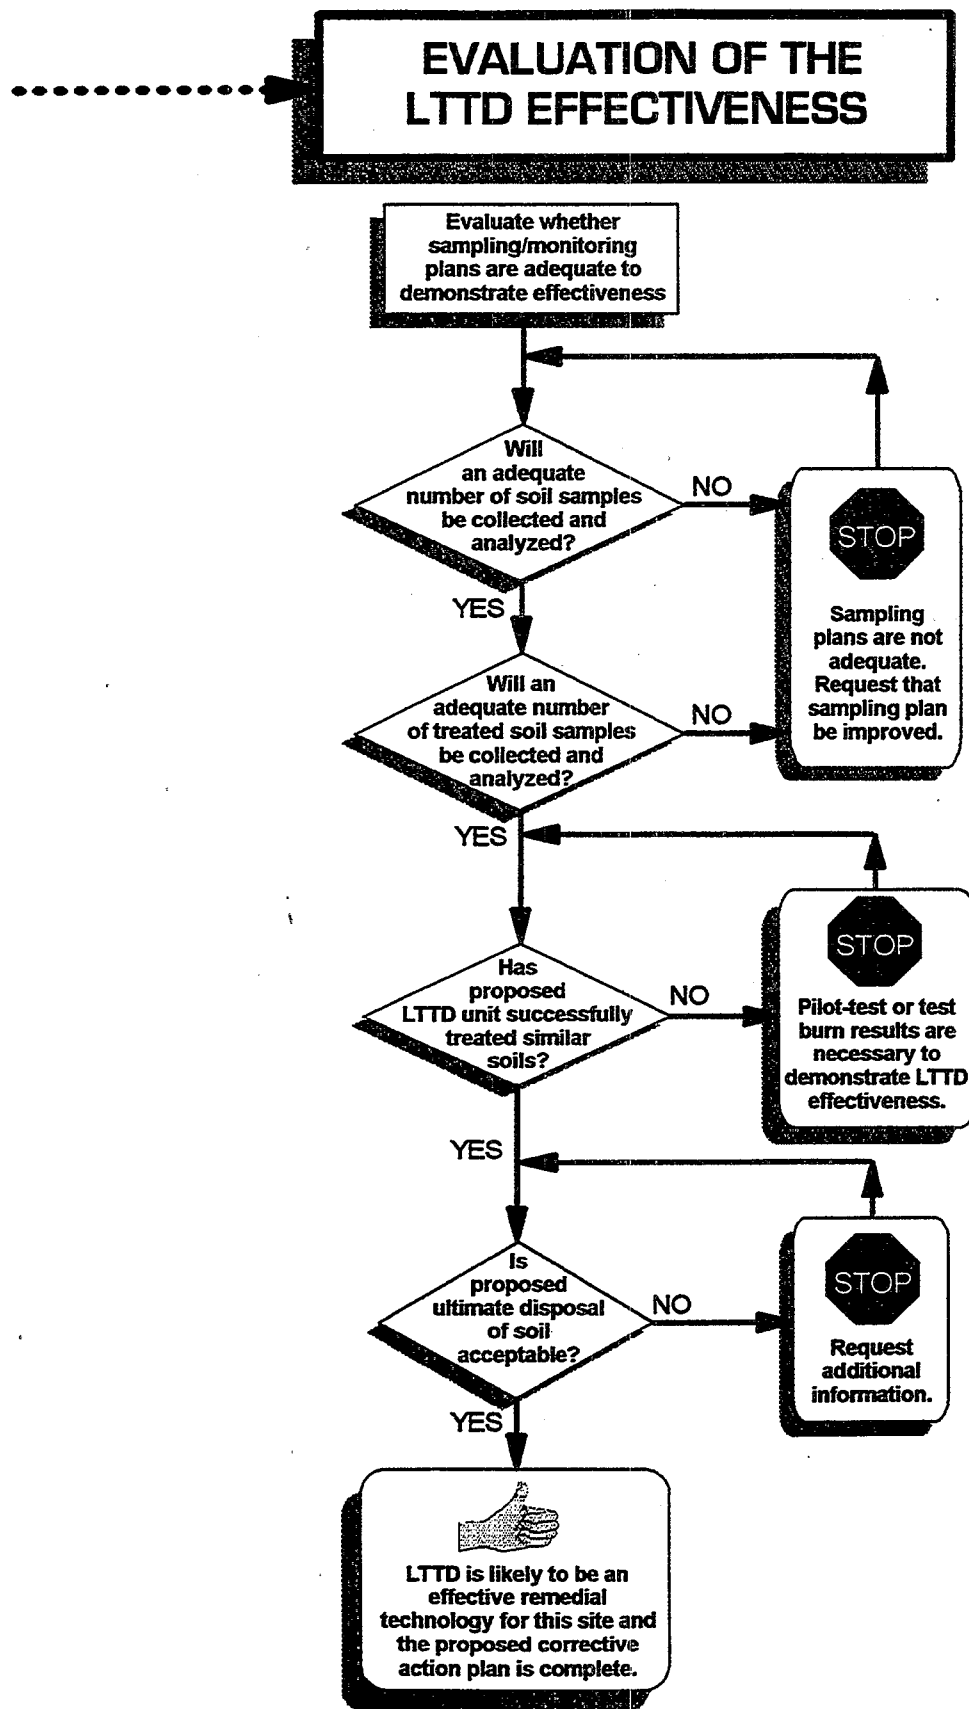 EVALUATION OF THE
LTTD EFFECTIVENESS
Evaluate whether
sampling/monitoring
plans are adequate to
demonstrate effectiveness
Will
an adequate
number of soil samples
be collected and
analyzed?
NO
STOP
Sampling
plans are not
adequate.
Request that
sampling plan
be improved.
YES
Will an
adequate number
of treated soil samples
be collected and
analyzed?
NO
YES
Has
proposed
LTTD unit successfully
treated similar
soils?
NO
STOP
Pilot-test or test
burn results are
necessary to
demonstrate LTTD
effectiveness.
YES
Is
proposed
ultimate disposal
of soil
acceptable?
NO
STOP
Request
additional
information.
YES
LTTD is likely to be an
effective remedial
technology for this site and
the proposed corrective
action plan is complete.